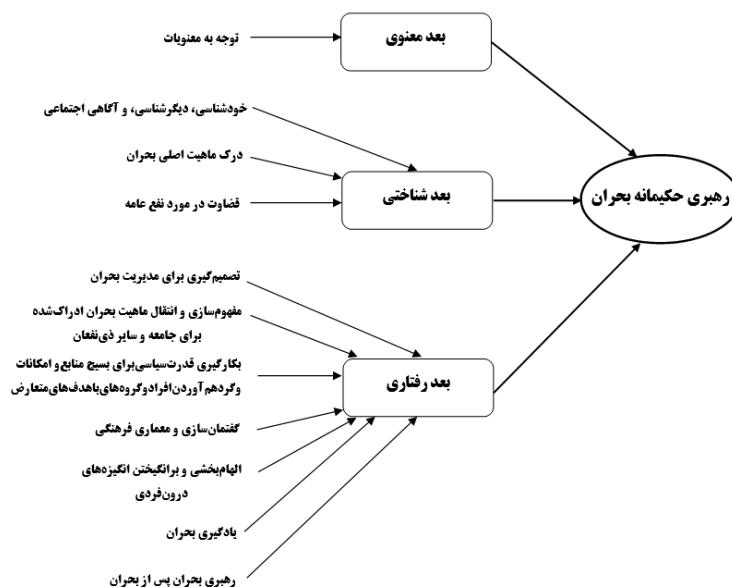 بعد معنوی
توجه به معنویات
خودشناسی، دیگرشناسی، و آگاهی اجتماعی
درک ماهیت اصلی بحران
بعد شناختی
قضاوت در مورد نفع عامه
رهبری حکیمانه بحران
تصمیم‌گیری برای مدیریت بحران
مفهوم‌سازی و انتقال ماهیت بحران ادراک‌شده
برای جامعه و سایر ذی‌نفعان
بکارگیری قدرت‌سیاسی‌برای بسیج منابع‌و امکانات
وگردهم‌آوردن‌افرادوگروه‌های‌باهدف‌های‌متعارض
بعد رفتاری
گفتمان‌سازی و معماری فرهنگی
الهام‌بخشی و برانگیختن انگیزه‌های
درون‌فردی
یادگیری بحران
رهبری بحران پس از بحران